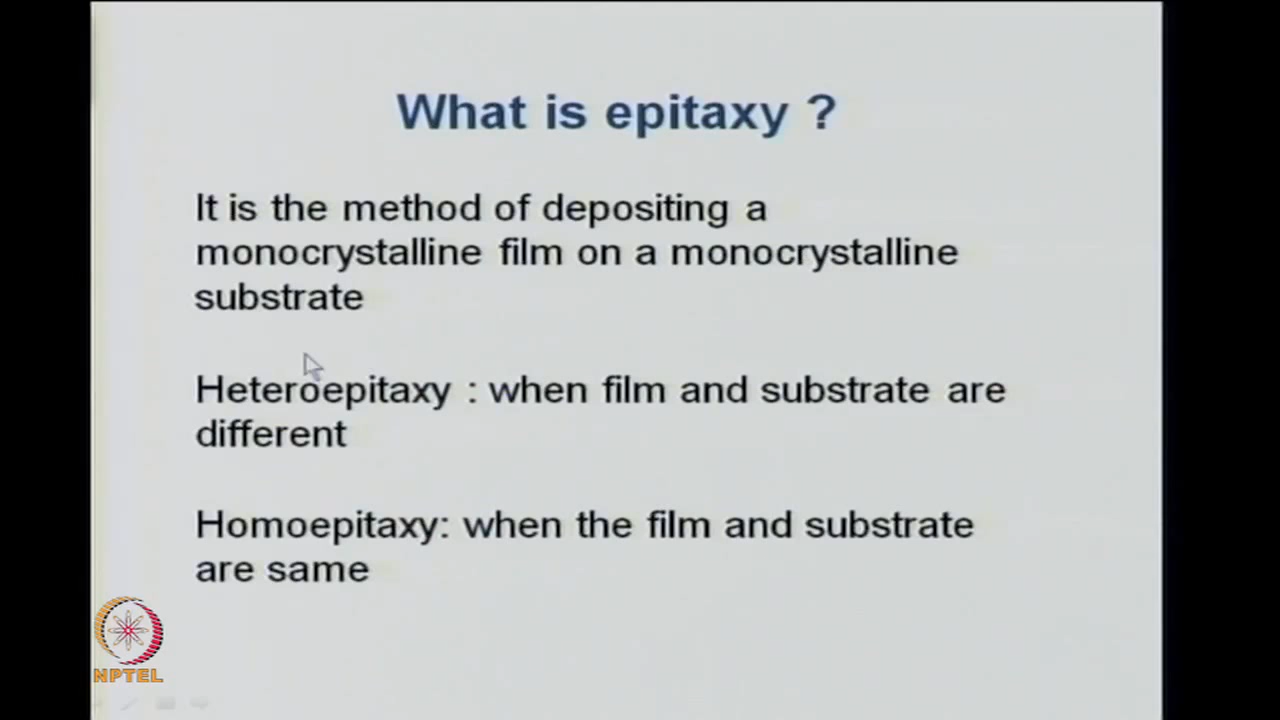 What is epitaxy ?
It is the method of depositing a
monocrystalline film on a monocrystalline
substrate
Heteroepitaxy : when film and substrate are
different
Homoepitaxy: when the film and substrate
are same
NPTEL